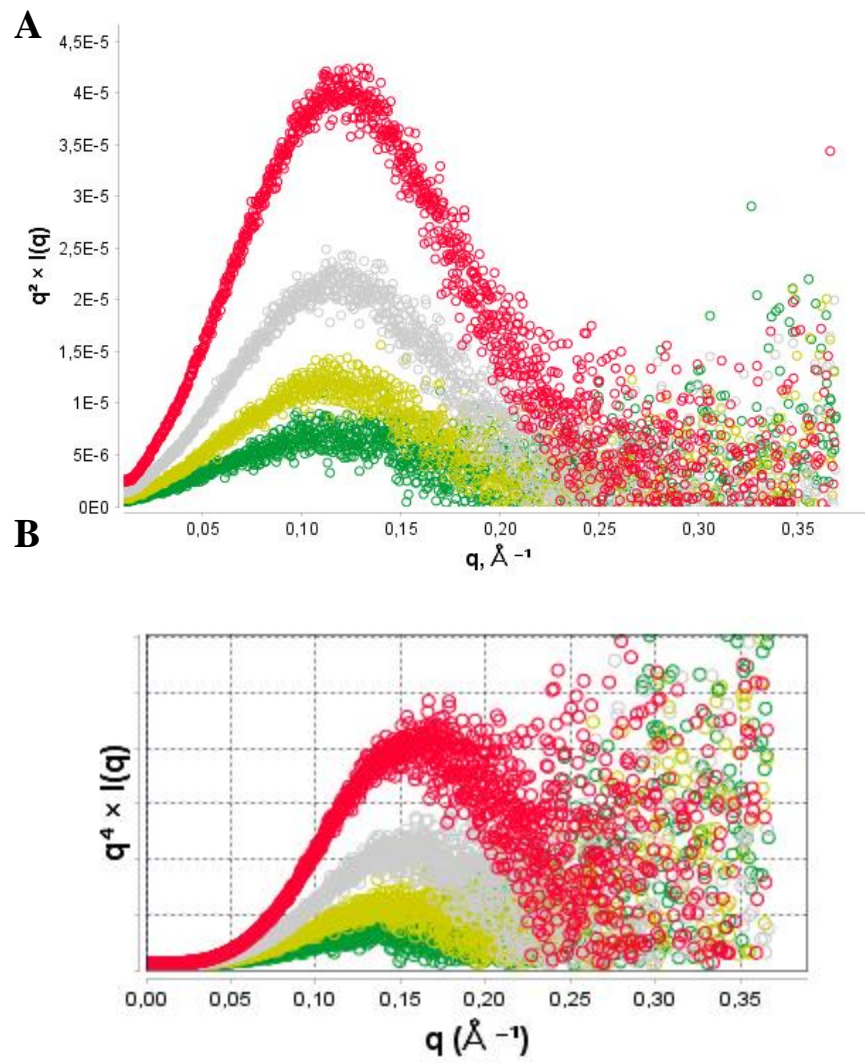 A
4,5E-5
4E-5
3,5E-5
3E-5
2,5E-5
2E-5
1,5E-5
1E-5
5E-6
0E0
q² × I(q)
0,05 0,10 0,15 0,20 0,25 0,30 0,35
q, Å ⁻¹
B
q⁴ × I(q)
0,00 0,05 0,10 0,15 0,20 0,25 0,30 0,35
q (Å ⁻¹)